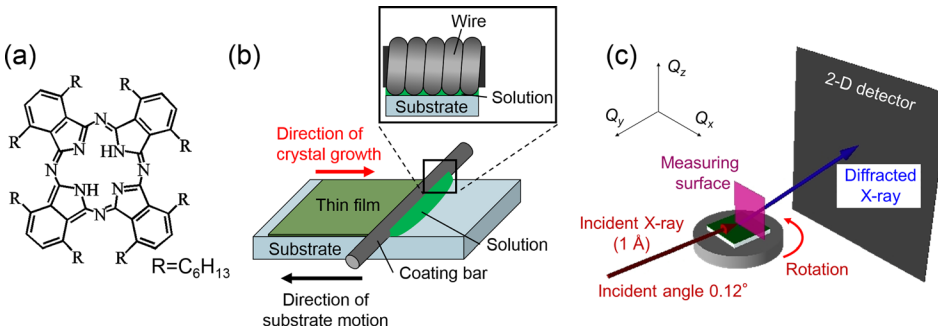 (a)
R
R
R
R
N
N
N
HN
N
N
NH
N
R
R
R
R
R=C₆H₁₃
(b)
Wire
Solution
Substrate
Direction of
crystal growth
Thin film
Substrate
Solution
Coating bar
Direction of
substrate motion
(c)
Qz
Qy
Qx
2-D detector
Measuring
surface
Diffracted
X-ray
Incident X-ray
(1 Å)
Incident angle 0.12°
Rotation